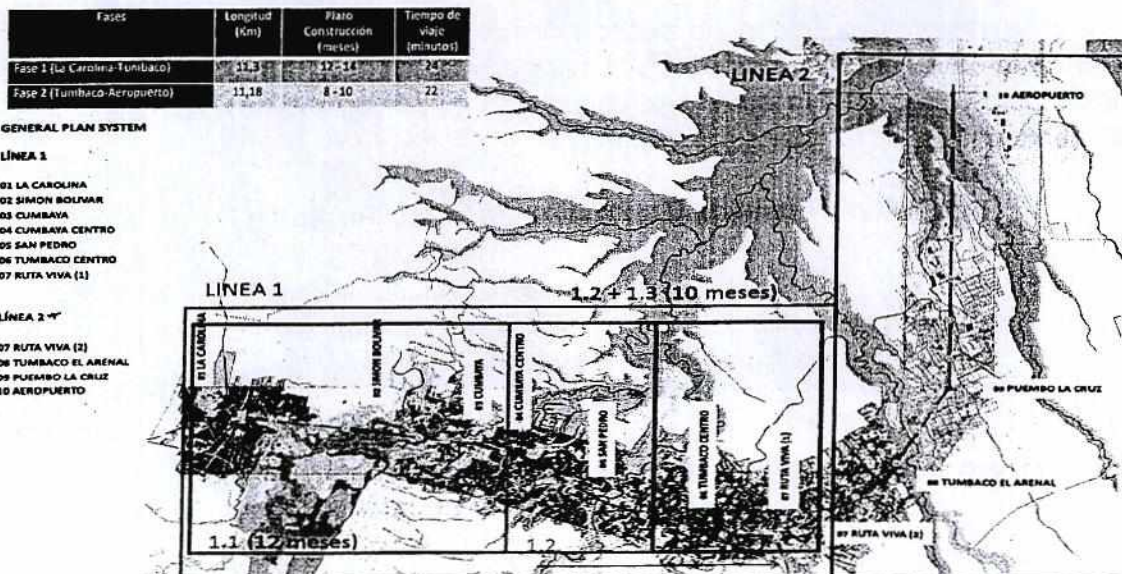 Fases Longitud (Km) Plazo Construcción (meses) Tiempo de viaje (minutos)
Fase 1 (La Carolina-Tumbaco) 11,3 12 - 14 24
Fase 2 (Tumbaco-Aeropuerto) 11,18 8 - 10 22
GENERAL PLAN SYSTEM
LÍNEA 1
01 LA CAROLINA
02 SIMON BOLIVAR
03 CUMBAYA
04 CUMBAYA CENTRO
05 SAN PEDRO
06 TUMBACO CENTRO
07 RUTA VIVA (1)
LÍNEA 2
07 RUTA VIVA (2)
08 TUMBACO EL ARENAL
09 PUEMBO LA CRUZ
10 AEROPUERTO
LINEA 2
10 AEROPUERTO
LINEA 1
1.2 + 1.3 (10 meses)
01 LA CAROLINA
02 SIMON BOLIVAR
03 CUMBAYA
04 CUMBAYA CENTRO
05 SAN PEDRO
06 TUMBACO CENTRO
07 RUTA VIVA (1)
09 PUEMBO LA CRUZ
08 TUMBACO EL ARENAL
07 RUTA VIVA (2)
1.1 (12 meses)
1.2